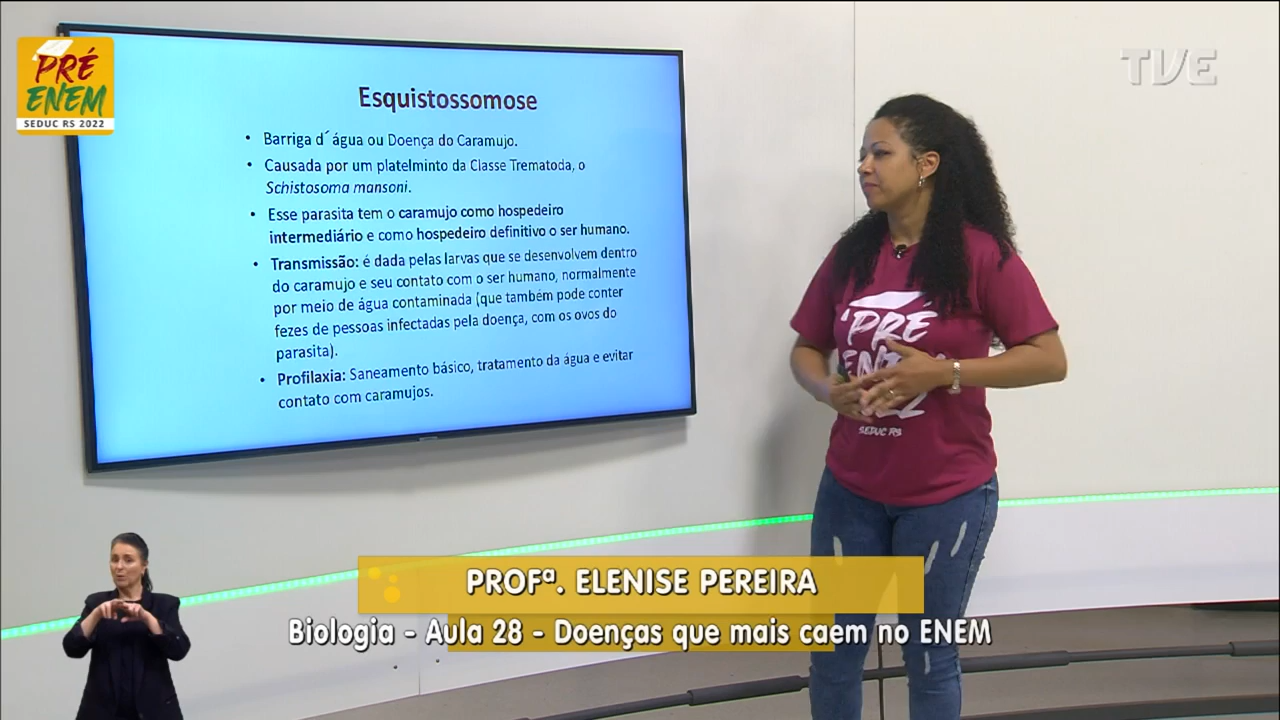 PRÉ
ENEM
SEDUC RS 2022
TVE
Esquistossomose
• Barriga d´água ou Doença do Caramujo.
• Causada por um platelminto da Classe Trematoda, o
Schistosoma mansoni.
• Esse parasita tem o caramujo como hospedeiro
intermediário e como hospedeiro definitivo o ser humano.
• Transmissão: é dada pelas larvas que se desenvolvem dentro
do caramujo e seu contato com o ser humano, normalmente
por meio de água contaminada (que também pode conter
fezes de pessoas infectadas pela doença, com os ovos do
parasita).
• Profilaxia: Saneamento básico, tratamento da água e evitar
contato com caramujos.
PRÉ
SEDUC RS
PROFª. ELENISE PEREIRA
Biologia - Aula 28 - Doenças que mais caem no ENEM